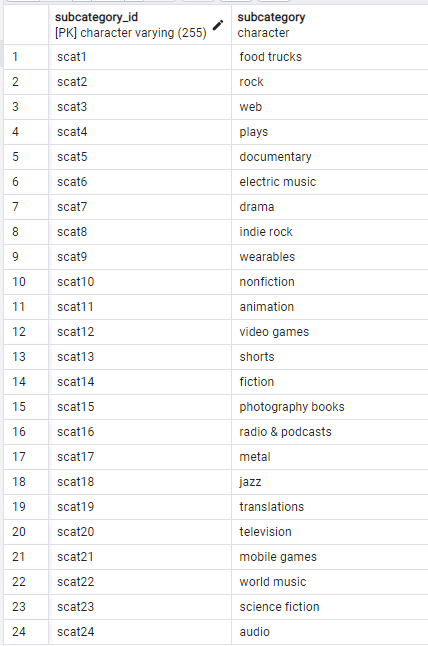 subcategory_id subcategory
[PK] character varying (255) character
1 scat1 food trucks
2 scat2 rock
3 scat3 web
4 scat4 plays
5 scat5 documentary
6 scat6 electric music
7 scat7 drama
8 scat8 indie rock
9 scat9 wearables
10 scat10 nonfiction
11 scat11 animation
12 scat12 video games
13 scat13 shorts
14 scat14 fiction
15 scat15 photography books
16 scat16 radio & podcasts
17 scat17 metal
18 scat18 jazz
19 scat19 translations
20 scat20 television
21 scat21 mobile games
22 scat22 world music
23 scat23 science fiction
24 scat24 audio